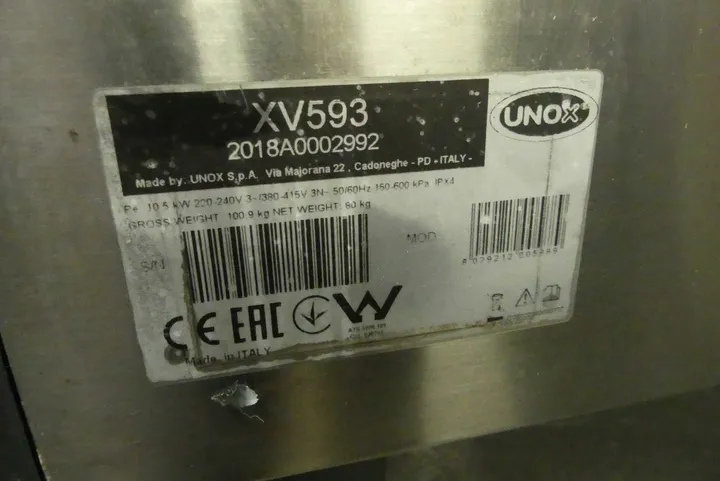 XV593
2018A0002992
Made by: UNOX S.p.A. Via Majorana 22 , Cadoneghe - PD - ITALY -
UNOX
Pe 10.5 kW 220-240V 3~/380-415V 3N~ 50/60Hz 150-600 kPa IPX4
GROSS WEIGHT: 100.9 kg NET WEIGHT: 80 kg
S/N
MOD.
CE EAC
Made in ITALY